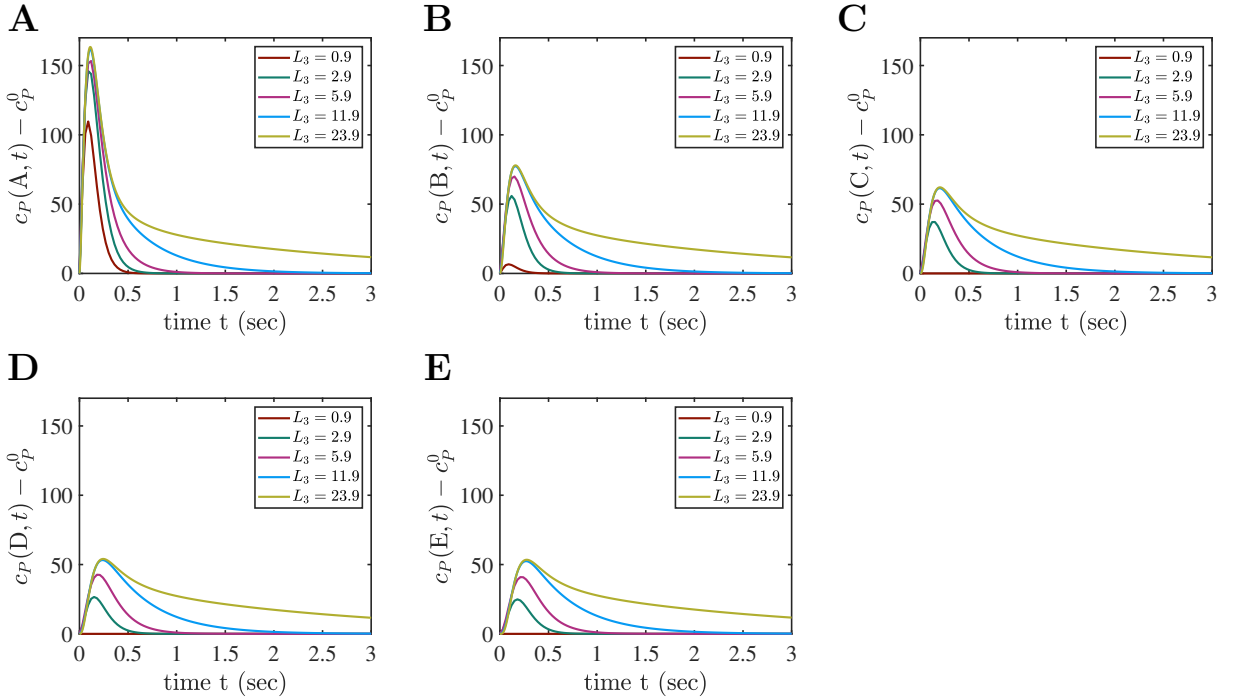 A
c_P(A, t) − c_P^0
150
100
50
0
L_3 = 0.9
L_3 = 2.9
L_3 = 5.9
L_3 = 11.9
L_3 = 23.9
0 0.5 1 1.5 2 2.5 3
time t (sec)
B
c_P(B, t) − c_P^0
150
100
50
0
L_3 = 0.9
L_3 = 2.9
L_3 = 5.9
L_3 = 11.9
L_3 = 23.9
0 0.5 1 1.5 2 2.5 3
time t (sec)
C
c_P(C, t) − c_P^0
150
100
50
0
L_3 = 0.9
L_3 = 2.9
L_3 = 5.9
L_3 = 11.9
L_3 = 23.9
0 0.5 1 1.5 2 2.5 3
time t (sec)
D
c_P(D, t) − c_P^0
150
100
50
0
L_3 = 0.9
L_3 = 2.9
L_3 = 5.9
L_3 = 11.9
L_3 = 23.9
0 0.5 1 1.5 2 2.5 3
time t (sec)
E
c_P(E, t) − c_P^0
150
100
50
0
L_3 = 0.9
L_3 = 2.9
L_3 = 5.9
L_3 = 11.9
L_3 = 23.9
0 0.5 1 1.5 2 2.5 3
time t (sec)